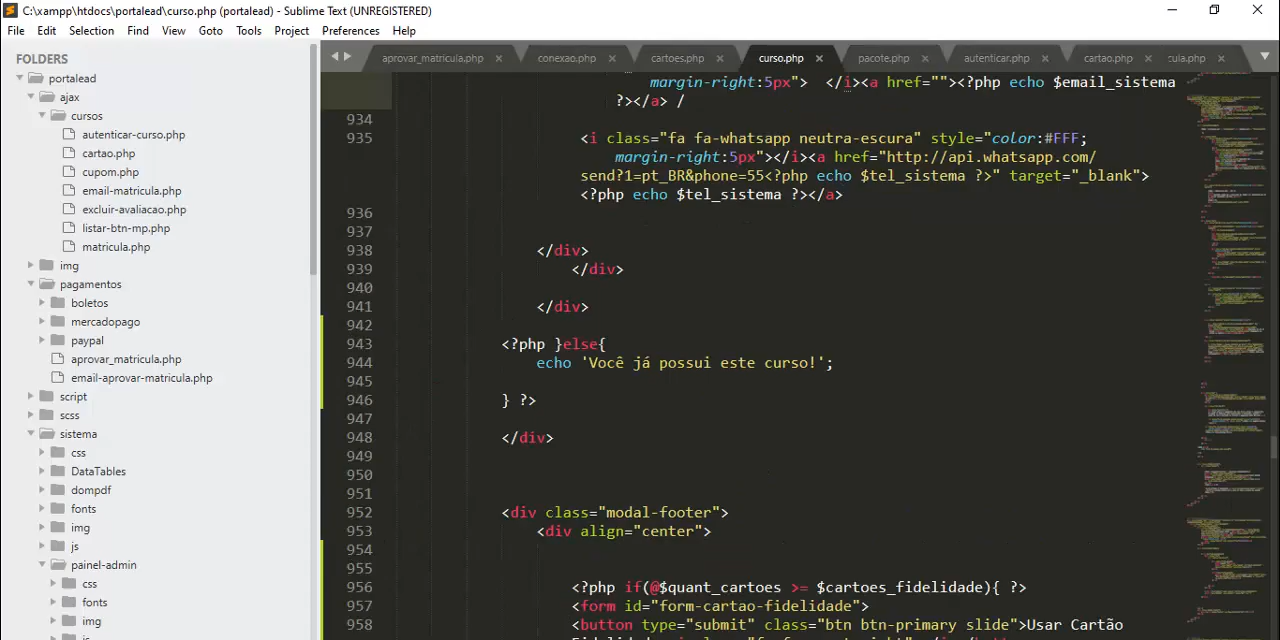 C:\xampp\htdocs\portalead\curso.php (portalead) - Sublime Text (UNREGISTERED)
File Edit Selection Find View Goto Tools Project Preferences Help
FOLDERS
portalead
ajax
cursos
autenticar-curso.php
cartao.php
cupom.php
email-matricula.php
excluir-avaliacao.php
listar-btn-mp.php
matricula.php
img
pagamentos
boletos
mercadopago
paypal
aprovar_matricula.php
email-aprovar-matricula.php
script
scss
sistema
css
DataTables
dompdf
fonts
img
js
painel-admin
css
fonts
img
js
aprovar_matricula.php conexao.php cartoes.php curso.php pacote.php autenticar.php cartao.php :ula.php
margin-right:5px"> </i><a href=""><?php echo $email_sistema
?></a> /
934
935 <i class="fa fa-whatsapp neutra-escura" style="color:#FFF;
margin-right:5px"></i><a href="http://api.whatsapp.com/
send?1=pt_BR&phone=55<?php echo $tel_sistema ?>" target="_blank">
<?php echo $tel_sistema ?></a>
936
937
938 </div>
939 </div>
940
941 </div>
942
943 <?php }else{
944 echo 'Você já possui este curso!';
945
946 } ?>
947
948 </div>
949
950
951
952 <div class="modal-footer">
953 <div align="center">
954
955
956 <?php if(@$quant_cartoes >= $cartoes_fidelidade){ ?>
957 <form id="form-cartao-fidelidade">
958 <button type="submit" class="btn btn-primary slide">Usar Cartão